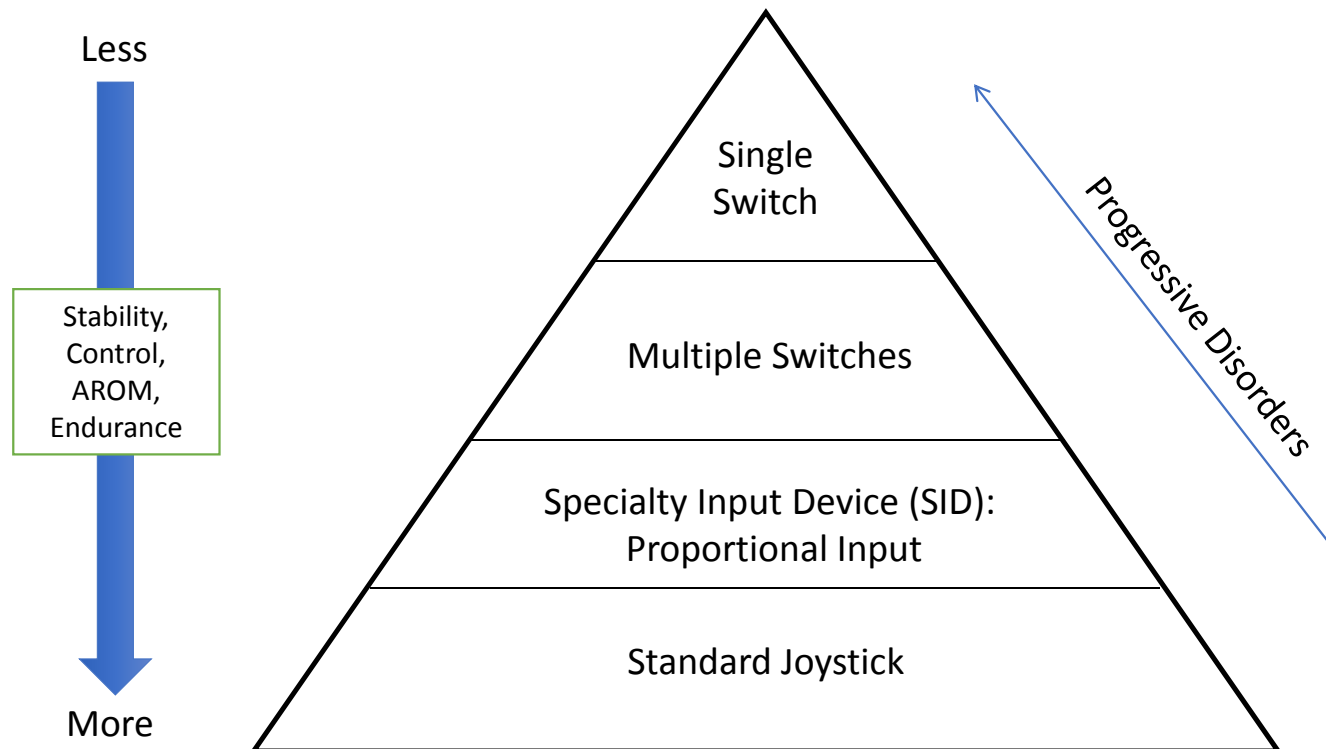 Less
Stability,
Control,
AROM,
Endurance
More
Single
Switch
Multiple Switches
Specialty Input Device (SID):
Proportional Input
Standard Joystick
Progressive Disorders